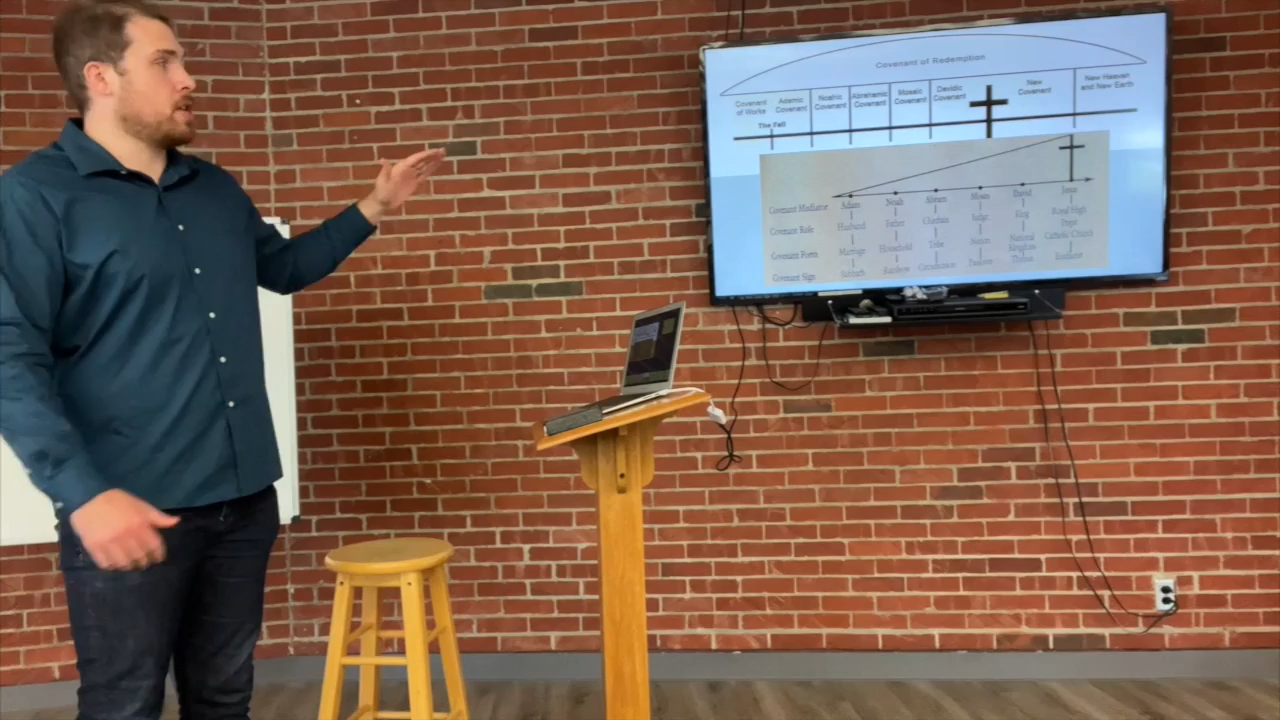 Covenant of Redemption
Covenant of Works
Adamic Covenant
Noahic Covenant
Abrahamic Covenant
Mosaic Covenant
Davidic Covenant
New Covenant
New Heaven and New Earth
The Fall
Covenant Mediator Adam Noah Abram Moses David Jesus
Covenant Role Husband Father Chieftain Judge King Royal High Priest
Covenant Form Marriage Household Tribe Nation National Kingdom Catholic Church
Covenant Sign Sabbath Rainbow Circumcision Passover Throne Eucharist